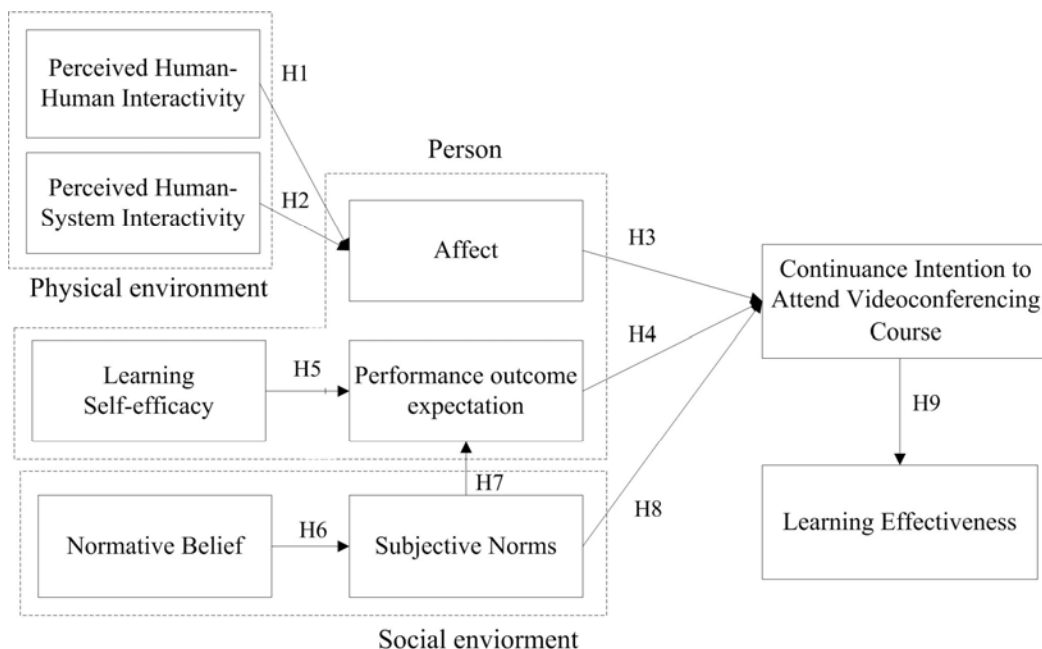 Perceived Human-
Human Interactivity
H1
Perceived Human-
System Interactivity
H2
Physical environment
Person
Affect
H3
Continuance Intention to
Attend Videoconferencing
Course
Learning
Self-efficacy
H5
Performance outcome
expectation
H4
H9
Normative Belief
H6
H7
Subjective Norms
H8
Learning Effectiveness
Social enviorment